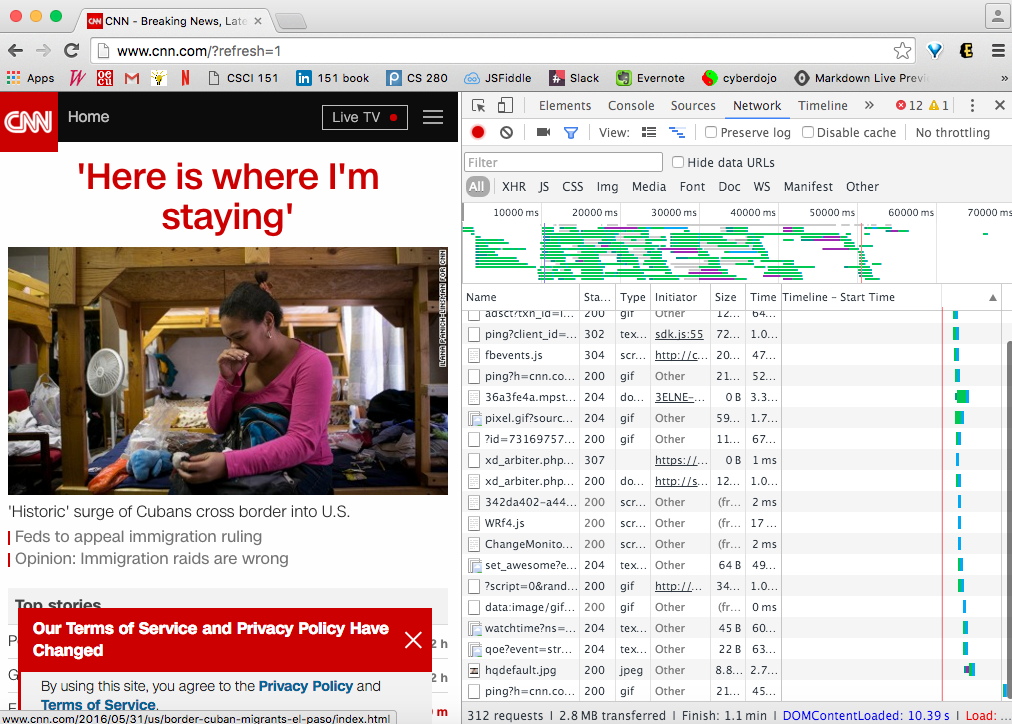 CNN - Breaking News, Late
www.cnn.com/?refresh=1
Apps CSCI 151 151 book CS 280 JSFiddle Slack Evernote cyberdojo Markdown Live Previ »
CNN Home Live TV
'Here is where I'm
staying'
ILANA PANICH-LINSMAN FOR CNN
'Historic' surge of Cubans cross border into U.S.
Feds to appeal immigration ruling
Opinion: Immigration raids are wrong
Top stories
Our Terms of Service and Privacy Policy Have
Changed
2 h
By using this site, you agree to the Privacy Policy and
2 h
Terms of Service.
0 m
www.cnn.com/2016/05/31/us/border-cuban-migrants-el-paso/index.html
Elements Console Sources Network Timeline » 12 1
View: Preserve log Disable cache No throttling
Filter Hide data URLs
All XHR JS CSS Img Media Font Doc WS Manifest Other
10000 ms 20000 ms 30000 ms 40000 ms 50000 ms 60000 ms 70000 ms
Name Sta... Type Initiator Size Time Timeline – Start Time
adsct?txn_id=l... 200 gif Other 12... 64...
ping?client_id=... 302 tex... sdk.js:55 72... 1.0...
fbevents.js 304 scr... http://c... 20... 47...
ping?h=cnn.co... 200 gif Other 21... 52...
36a3fe4a.mpst... 204 do... 3ELNE-... 0 B 3.3...
pixel.gif?sourc... 204 gif Other 59... 1.7...
?id=73169757... 200 gif Other 11... 67...
xd_arbiter.php... 307 https://... 0 B 1 ms
xd_arbiter.php... 200 do... http://s... 12... 1.0...
342da402-a44... 200 scr... Other (fr... 2 ms
WRf4.js 200 scr... Other (fr... 17 ...
ChangeMonito... 200 scr... Other (fr... 2 ms
set_awesome?e... 204 tex... Other 64 B 49...
?script=0&rand... 200 gif http://... 34... 1.0...
data:image/gif... 200 gif Other (fr... 0 ms
watchtime?ns=... 204 tex... Other 45 B 60...
qoe?event=str... 204 tex... Other 22 B 63...
hqdefault.jpg 200 jpeg Other 8.8... 2.7...
ping?h=cnn.co... 200 gif Other 21... 45...
312 requests | 2.8 MB transferred | Finish: 1.1 min | DOMContentLoaded: 10.39 s | Load: ...